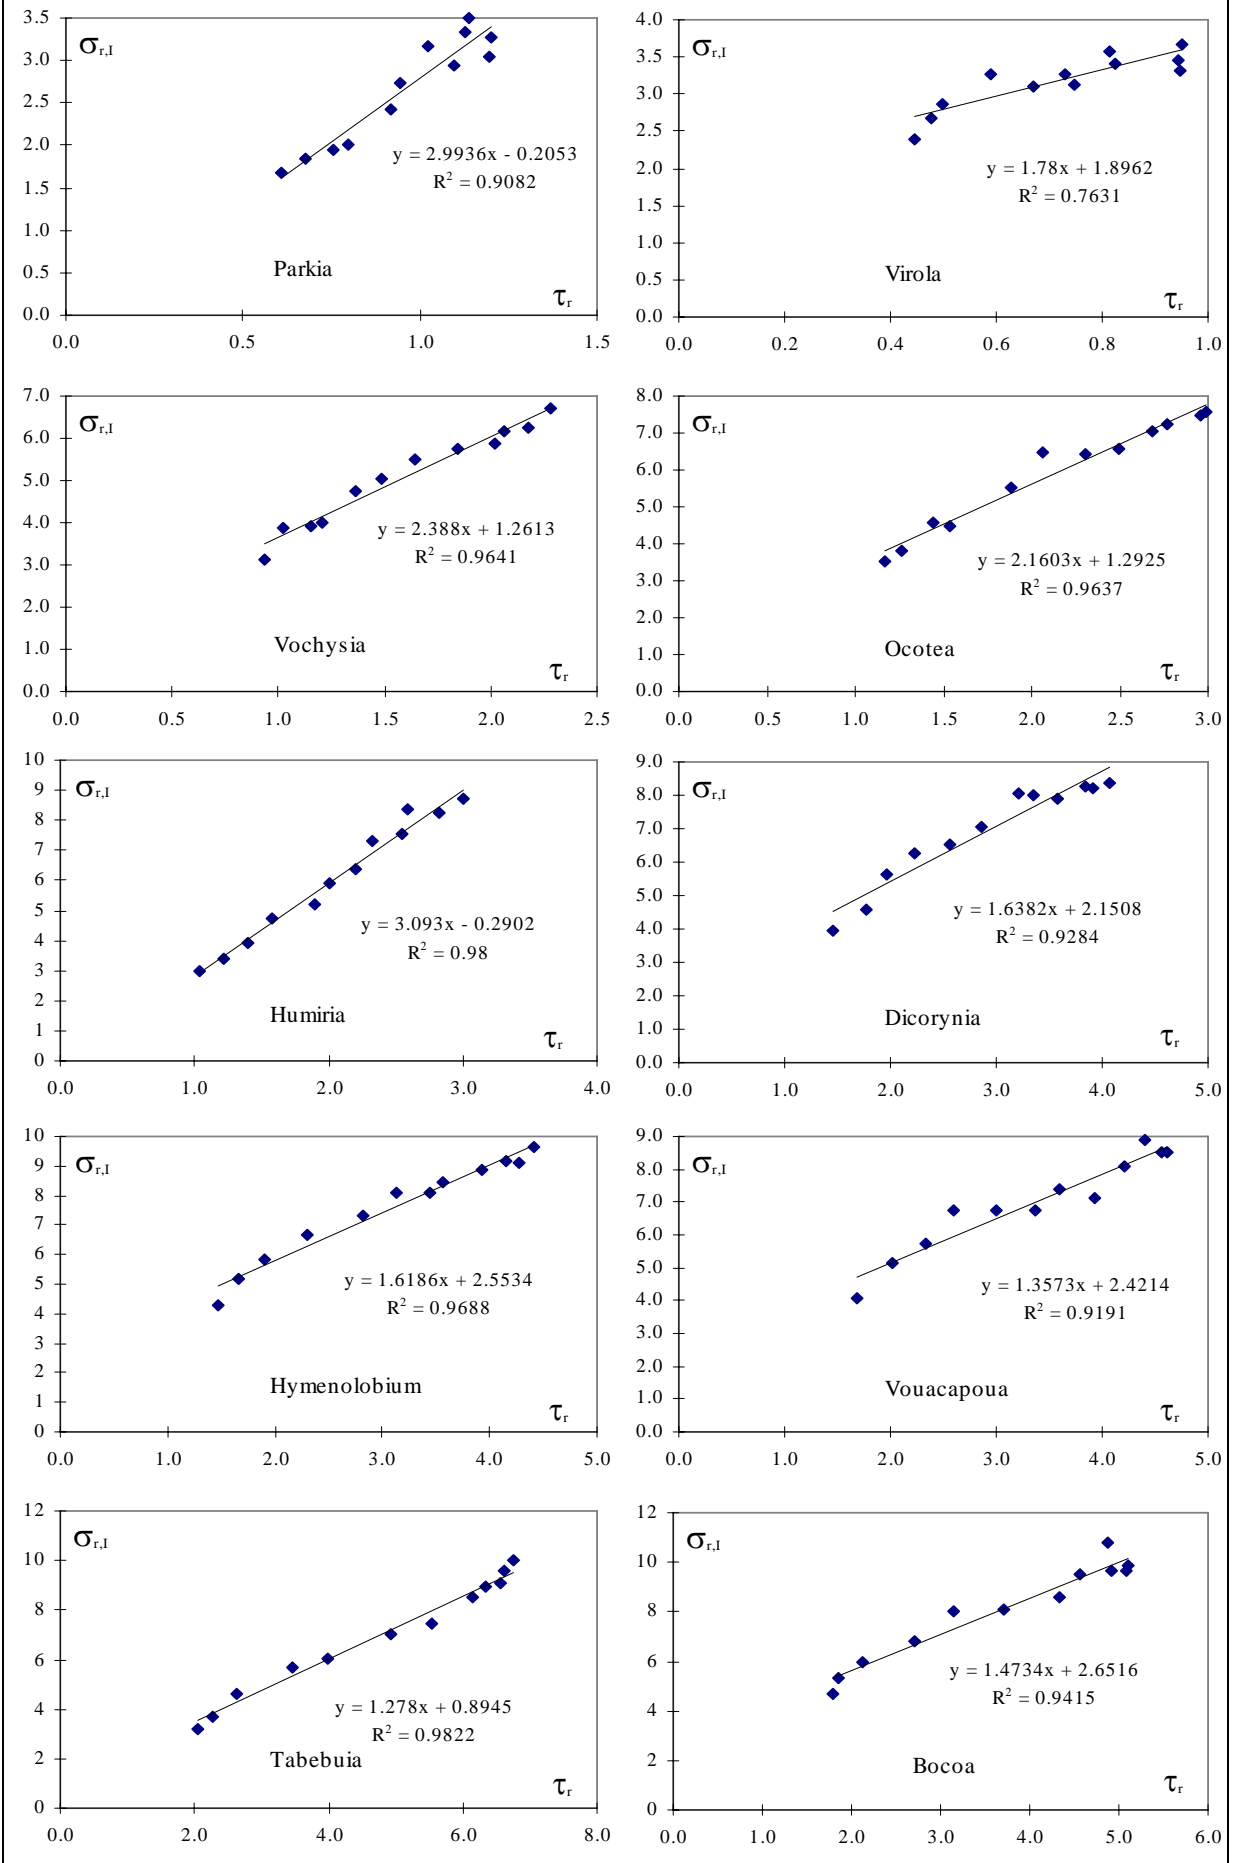 σr,I
3.5
3.0
2.5
2.0
1.5
1.0
0.5
0.0
y = 2.9936x - 0.2053
R² = 0.9082
Parkia
τr
0.0 0.5 1.0 1.5
σr,I
4.0
3.5
3.0
2.5
2.0
1.5
1.0
0.5
0.0
y = 1.78x + 1.8962
R² = 0.7631
Virola
τr
0.0 0.2 0.4 0.6 0.8 1.0
σr,I
7.0
6.0
5.0
4.0
3.0
2.0
1.0
0.0
y = 2.388x + 1.2613
R² = 0.9641
Vochysia
τr
0.0 0.5 1.0 1.5 2.0 2.5
σr,I
8.0
7.0
6.0
5.0
4.0
3.0
2.0
1.0
0.0
y = 2.1603x + 1.2925
R² = 0.9637
Ocotea
τr
0.0 0.5 1.0 1.5 2.0 2.5 3.0
σr,I
10
9
8
7
6
5
4
3
2
1
0
y = 3.093x - 0.2902
R² = 0.98
Humiria
τr
0.0 1.0 2.0 3.0 4.0
σr,I
9.0
8.0
7.0
6.0
5.0
4.0
3.0
2.0
1.0
0.0
y = 1.6382x + 2.1508
R² = 0.9284
Dicorynia
τr
0.0 1.0 2.0 3.0 4.0 5.0
σr,I
10
9
8
7
6
5
4
3
2
1
0
y = 1.6186x + 2.5534
R² = 0.9688
Hymenolobium
τr
0.0 1.0 2.0 3.0 4.0 5.0
σr,I
9.0
8.0
7.0
6.0
5.0
4.0
3.0
2.0
1.0
0.0
y = 1.3573x + 2.4214
R² = 0.9191
Vouacapoua
τr
0.0 1.0 2.0 3.0 4.0 5.0
σr,I
12
10
8
6
4
2
0
y = 1.278x + 0.8945
R² = 0.9822
Tabebuia
τr
0.0 2.0 4.0 6.0 8.0
σr,I
12
10
8
6
4
2
0
y = 1.4734x + 2.6516
R² = 0.9415
Bocoa
τr
0.0 1.0 2.0 3.0 4.0 5.0 6.0